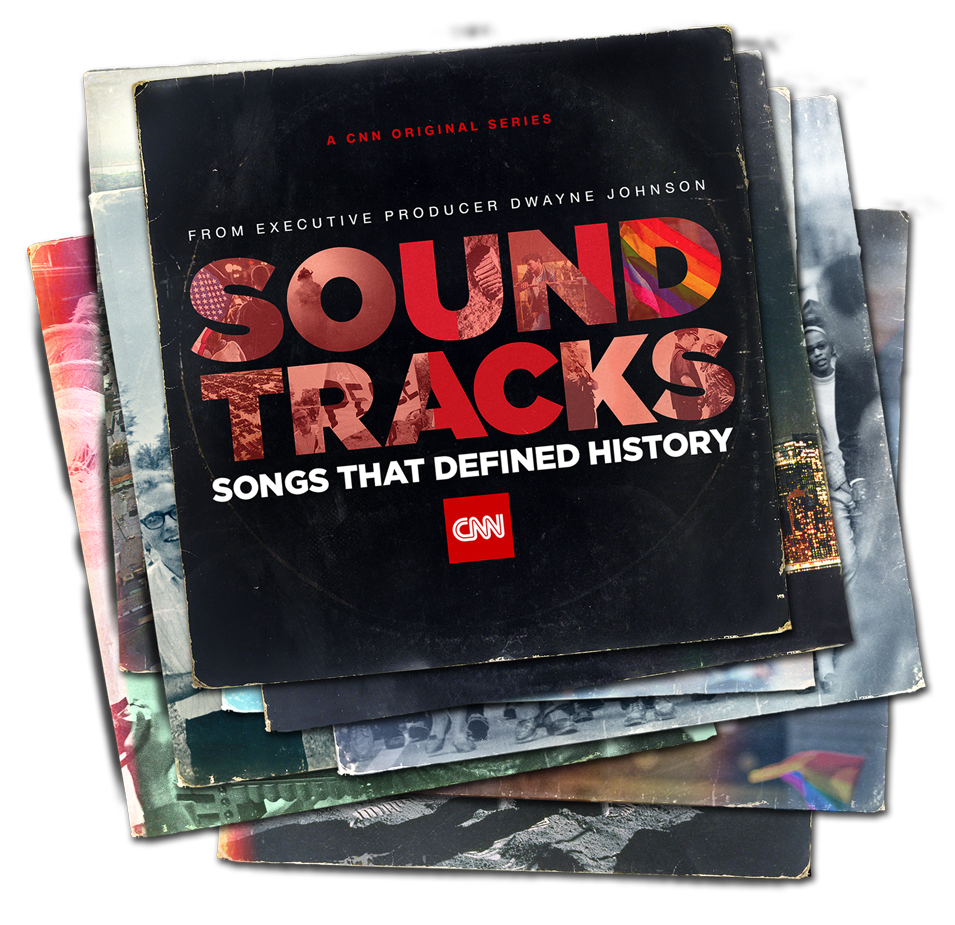 A CNN ORIGINAL SERIES
FROM EXECUTIVE PRODUCER DWAYNE JOHNSON
SOUND
TRACKS
SONGS THAT DEFINED HISTORY
CNN